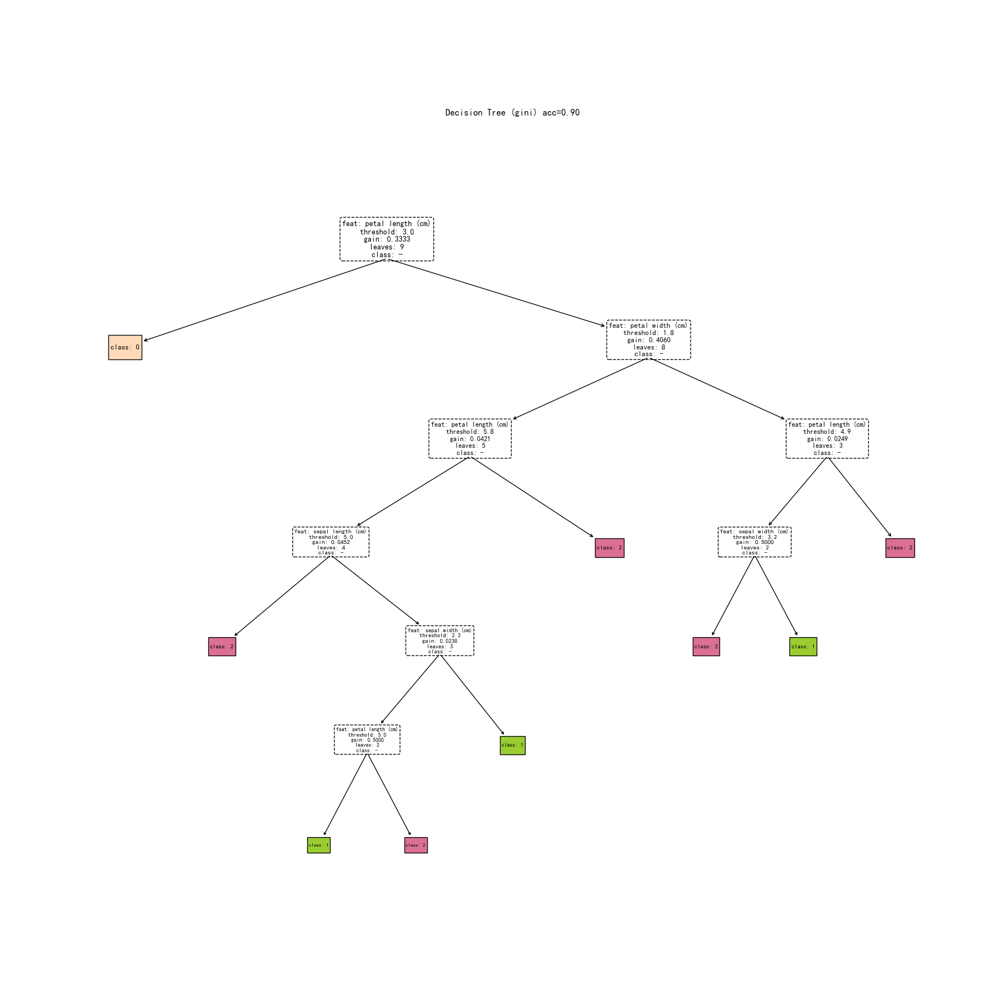 Decision Tree (gini) acc=0.90
feat: petal length (cm)
threshold: 3.0
gain: 0.3333
leaves: 9
class: -
class: 0
feat: petal width (cm)
threshold: 1.8
gain: 0.4060
leaves: 8
class: -
feat: petal length (cm)
threshold: 5.8
gain: 0.0421
leaves: 5
class: -
feat: petal length (cm)
threshold: 4.9
gain: 0.0249
leaves: 3
class: -
feat: sepal length (cm)
threshold: 5.0
gain: 0.0452
leaves: 4
class: -
class: 2
feat: sepal width (cm)
threshold: 3.2
gain: 0.5000
leaves: 2
class: -
class: 2
class: 2
feat: sepal width (cm)
threshold: 2.3
gain: 0.0238
leaves: 3
class: -
class: 2
class: 1
feat: petal length (cm)
threshold: 5.0
gain: 0.5000
leaves: 2
class: -
class: 1
class: 1
class: 2